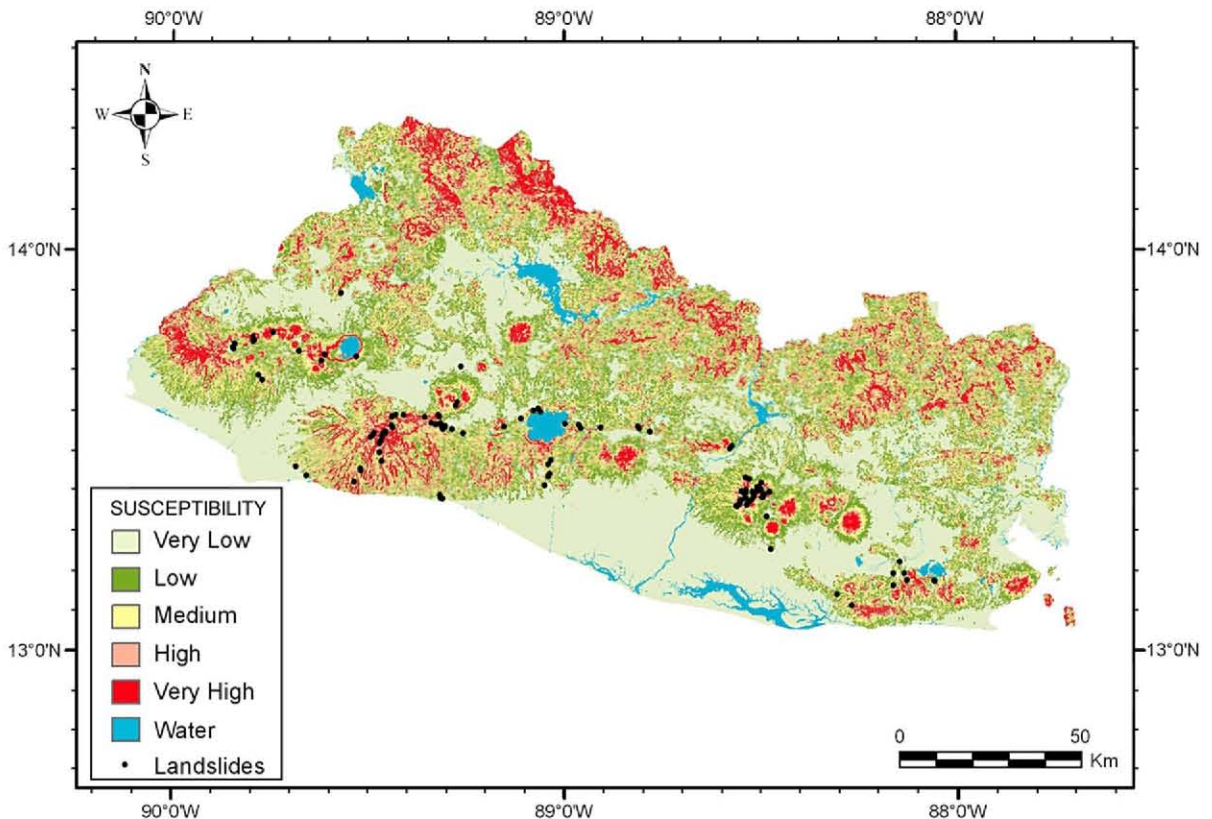 90°0'W 89°0'W 88°0'W
N
W E
S
14°0'N 14°0'N
13°0'N 13°0'N
SUSCEPTIBILITY
Very Low
Low
Medium
High
Very High
Water
Landslides
0 50
Km
90°0'W 89°0'W 88°0'W